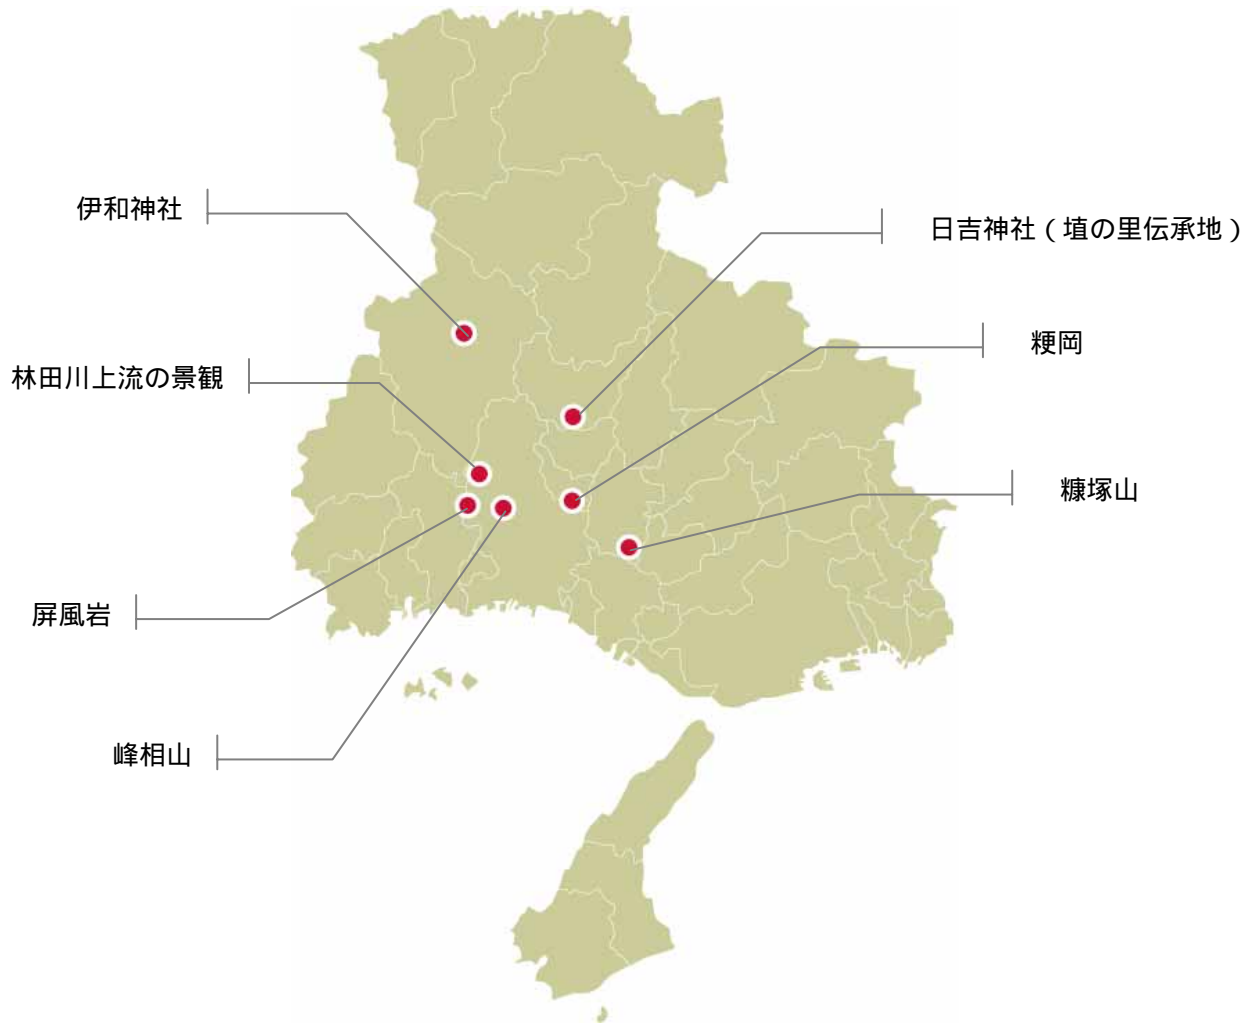 伊和神社
日吉神社(埴の里伝承地)
粳岡
林田川上流の景観
糠塚山
屏風岩
峰相山